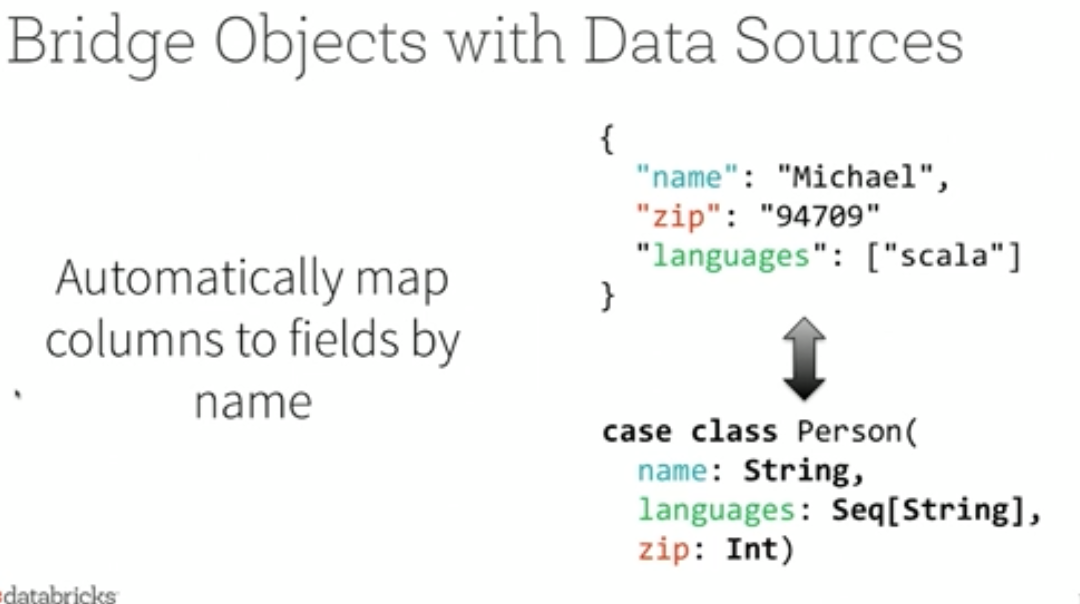 Bridge Objects with Data Sources
Automatically map
columns to fields by
name
{
"name": "Michael",
"zip": "94709"
"languages": ["scala"]
}
case class Person(
name: String,
languages: Seq[String],
zip: Int)
databricks